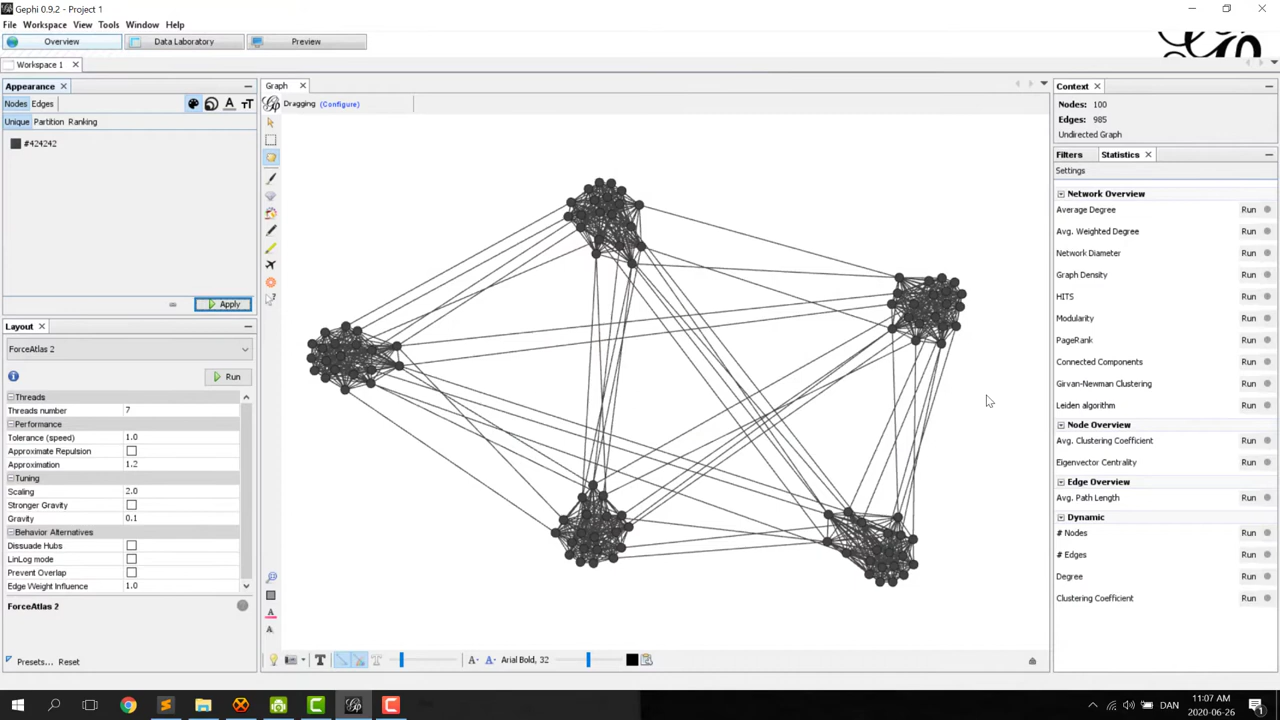 Gephi 0.9.2 - Project 1
File Workspace View Tools Window Help
Overview Data Laboratory Preview
Workspace 1
Appearance
Nodes Edges
Unique Partition Ranking
#424242
Apply
Layout
ForceAtlas 2
Run
Threads
Threads number 7
Performance
Tolerance (speed) 1.0
Approximate Repulsion
Approximation 1.2
Tuning
Scaling 2.0
Stronger Gravity
Gravity 0.1
Behavior Alternatives
Dissuade Hubs
LinLog mode
Prevent Overlap
Edge Weight Influence 1.0
ForceAtlas 2
Presets... Reset
Graph
Dragging (Configure)
Arial Bold, 32
Context
Nodes: 100
Edges: 985
Undirected Graph
Filters Statistics
Settings
Network Overview
Average Degree Run
Avg. Weighted Degree Run
Network Diameter Run
Graph Density Run
HITS Run
Modularity Run
PageRank Run
Connected Components Run
Girvan-Newman Clustering Run
Leiden algorithm Run
Node Overview
Avg. Clustering Coefficient Run
Eigenvector Centrality Run
Edge Overview
Avg. Path Length Run
Dynamic
# Nodes Run
# Edges Run
Degree Run
Clustering Coefficient Run
DAN
11:07 AM
2020-06-26